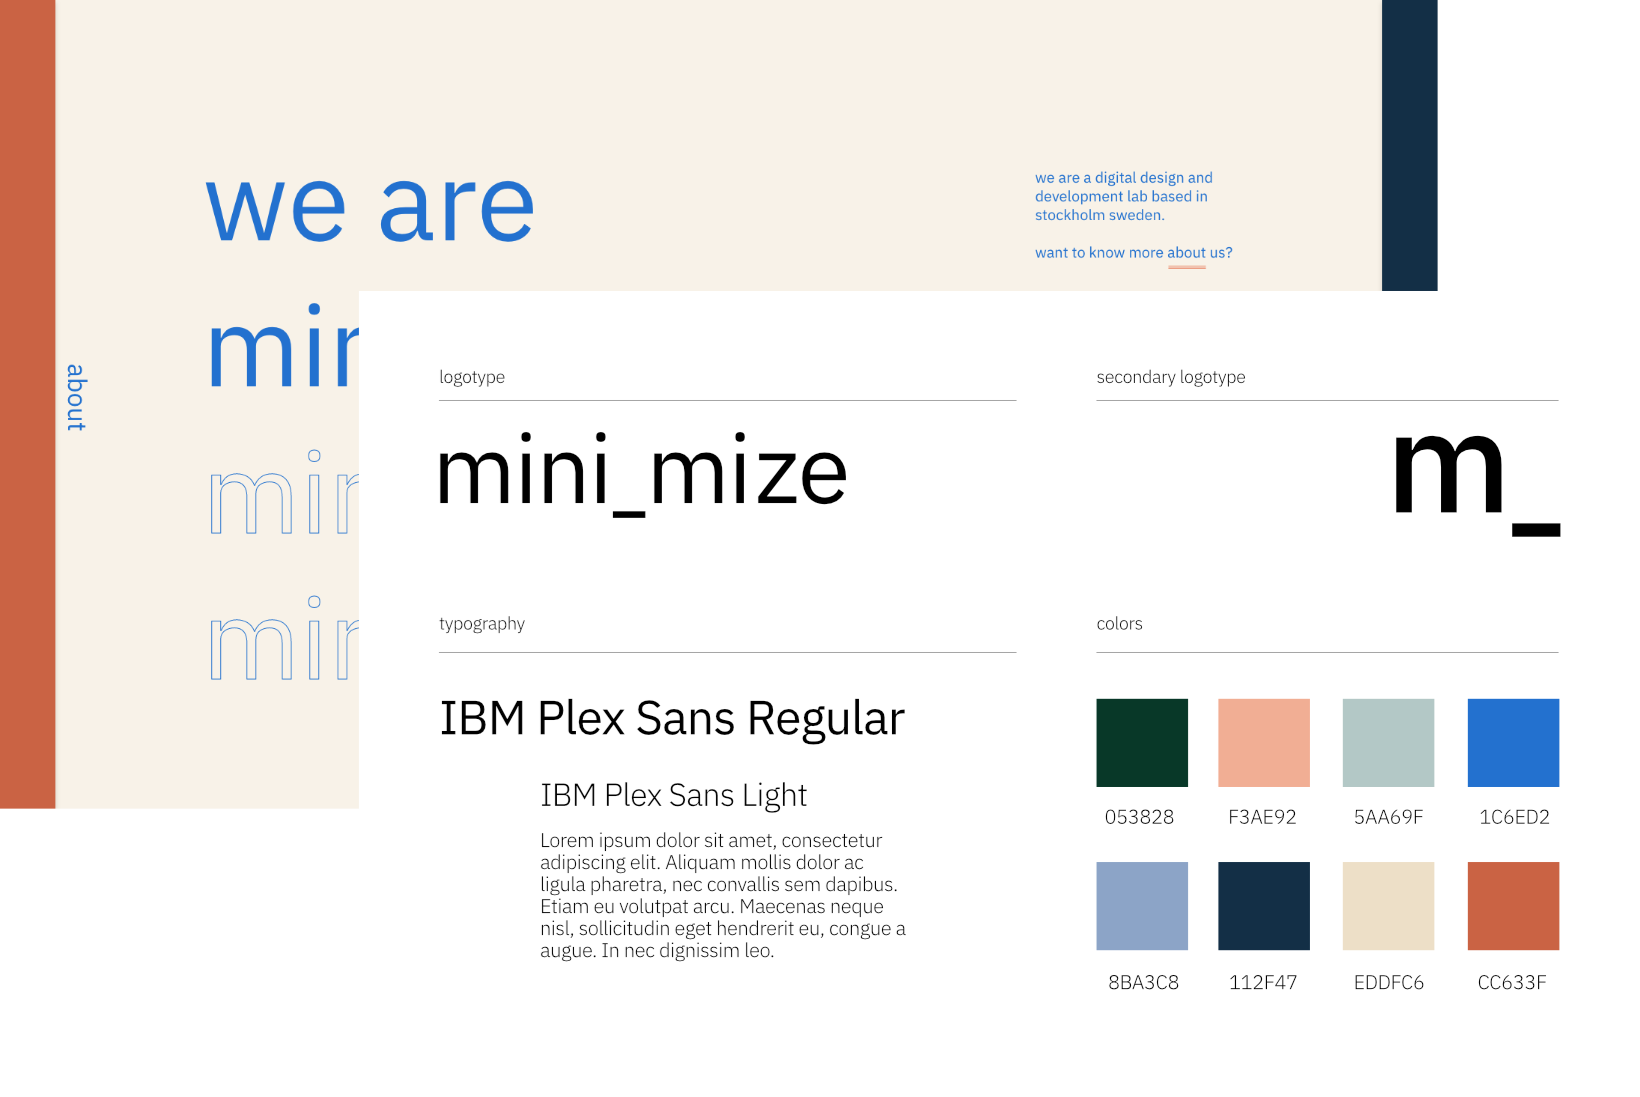 we are
we are a digital design and
development lab based in
stockholm sweden.
want to know more about us?
about
logotype
mini_mize
secondary logotype
m_
typography
IBM Plex Sans Regular
IBM Plex Sans Light
Lorem ipsum dolor sit amet, consectetur
adipiscing elit. Aliquam mollis dolor ac
ligula pharetra, nec convallis sem dapibus.
Etiam eu volutpat arcu. Maecenas neque
nisl, sollicitudin eget hendrerit eu, congue a
augue. In nec dignissim leo.
colors
053828 F3AE92 5AA69F 1C6ED2
8BA3C8 112F47 EDDFC6 CC633F